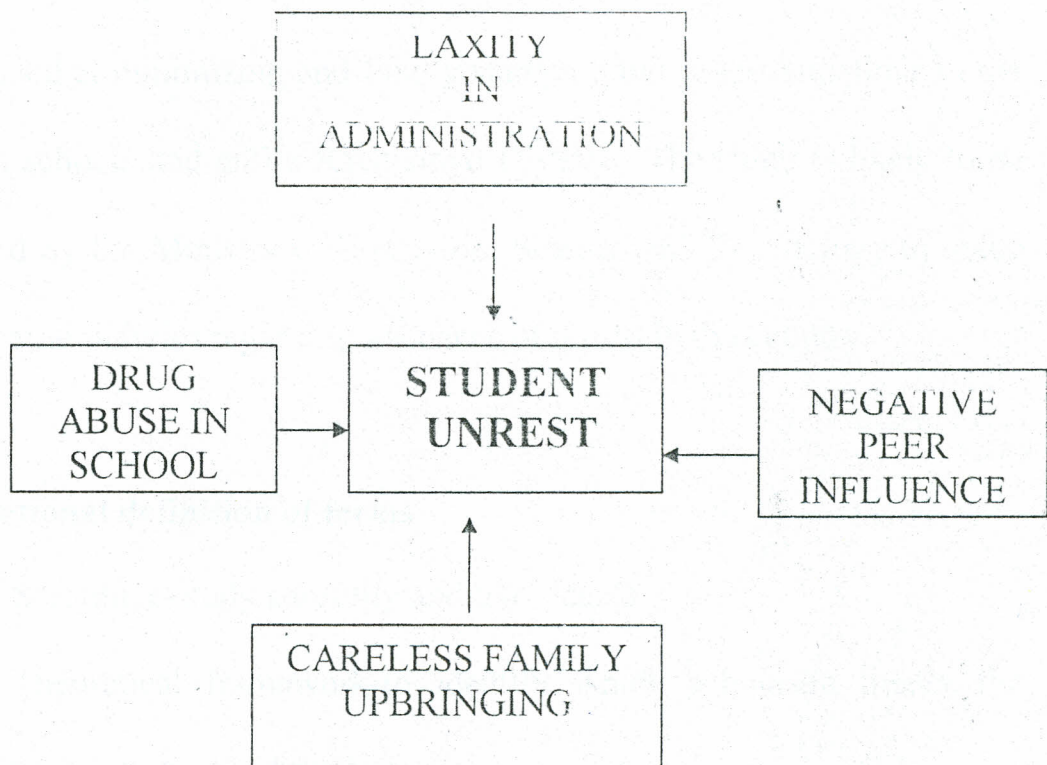 LAXITY
IN
ADMINISTRATION
DRUG
ABUSE IN
SCHOOL
STUDENT
UNREST
NEGATIVE
PEER
INFLUENCE
CARELESS FAMILY
UPBRINGING